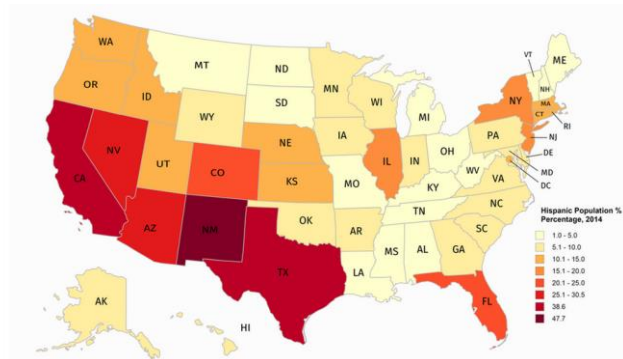 WA
MT
ND
MN
VT
ME
OR
ID
SD
WI
NH
NY
MA
CT
RI
WY
MI
IA
PA
NJ
NE
OH
DE
NV
UT
IL
IN
MD
CO
WV
DC
CA
KS
MO
KY
VA
NC
TN
OK
AR
SC
AZ
NM
MS
AL
GA
TX
LA
AK
FL
HI
Hispanic Population %
Percentage, 2014
1.0 - 5.0
5.1 - 10.0
10.1 - 15.0
15.1 - 20.0
20.1 - 25.0
25.1 - 30.5
38.6
47.7